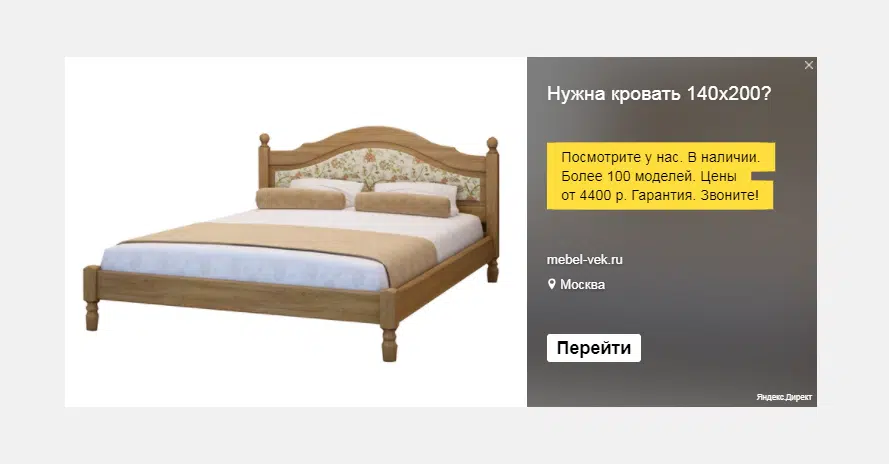 Нужна кровать 140х200?
Посмотрите у нас. В наличии.
Более 100 моделей. Цены
от 4400 р. Гарантия. Звоните!
mebel-vek.ru
Москва
Перейти
Яндекс.Директ